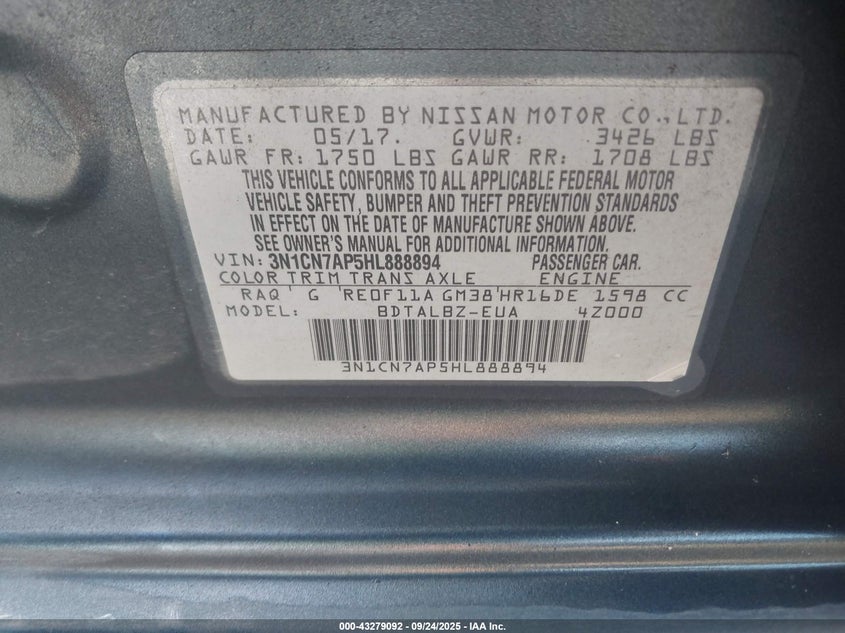 MANUFACTURED BY NISSAN MOTOR CO., LTD.
DATE: 05/17. GVWR: 3426 LBS
GAWR FR: 1750 LBS GAWR RR: 1708 LBS
THIS VEHICLE CONFORMS TO ALL APPLICABLE FEDERAL MOTOR
VEHICLE SAFETY, BUMPER AND THEFT PREVENTION STANDARDS
IN EFFECT ON THE DATE OF MANUFACTURE SHOWN ABOVE.
SEE OWNER'S MANUAL FOR ADDITIONAL INFORMATION.
VIN: 3N1CN7AP5HL888894 PASSENGER CAR.
COLOR TRIM TRANS AXLE ENGINE
RAQ ' G ' RE0F11A GM38 ' HR16DE 1598 CC
MODEL: BDTALBZ-EUA 4Z000
3N1CN7AP5HL888894
000-43279092 - 09/24/2025 - IAA Inc.